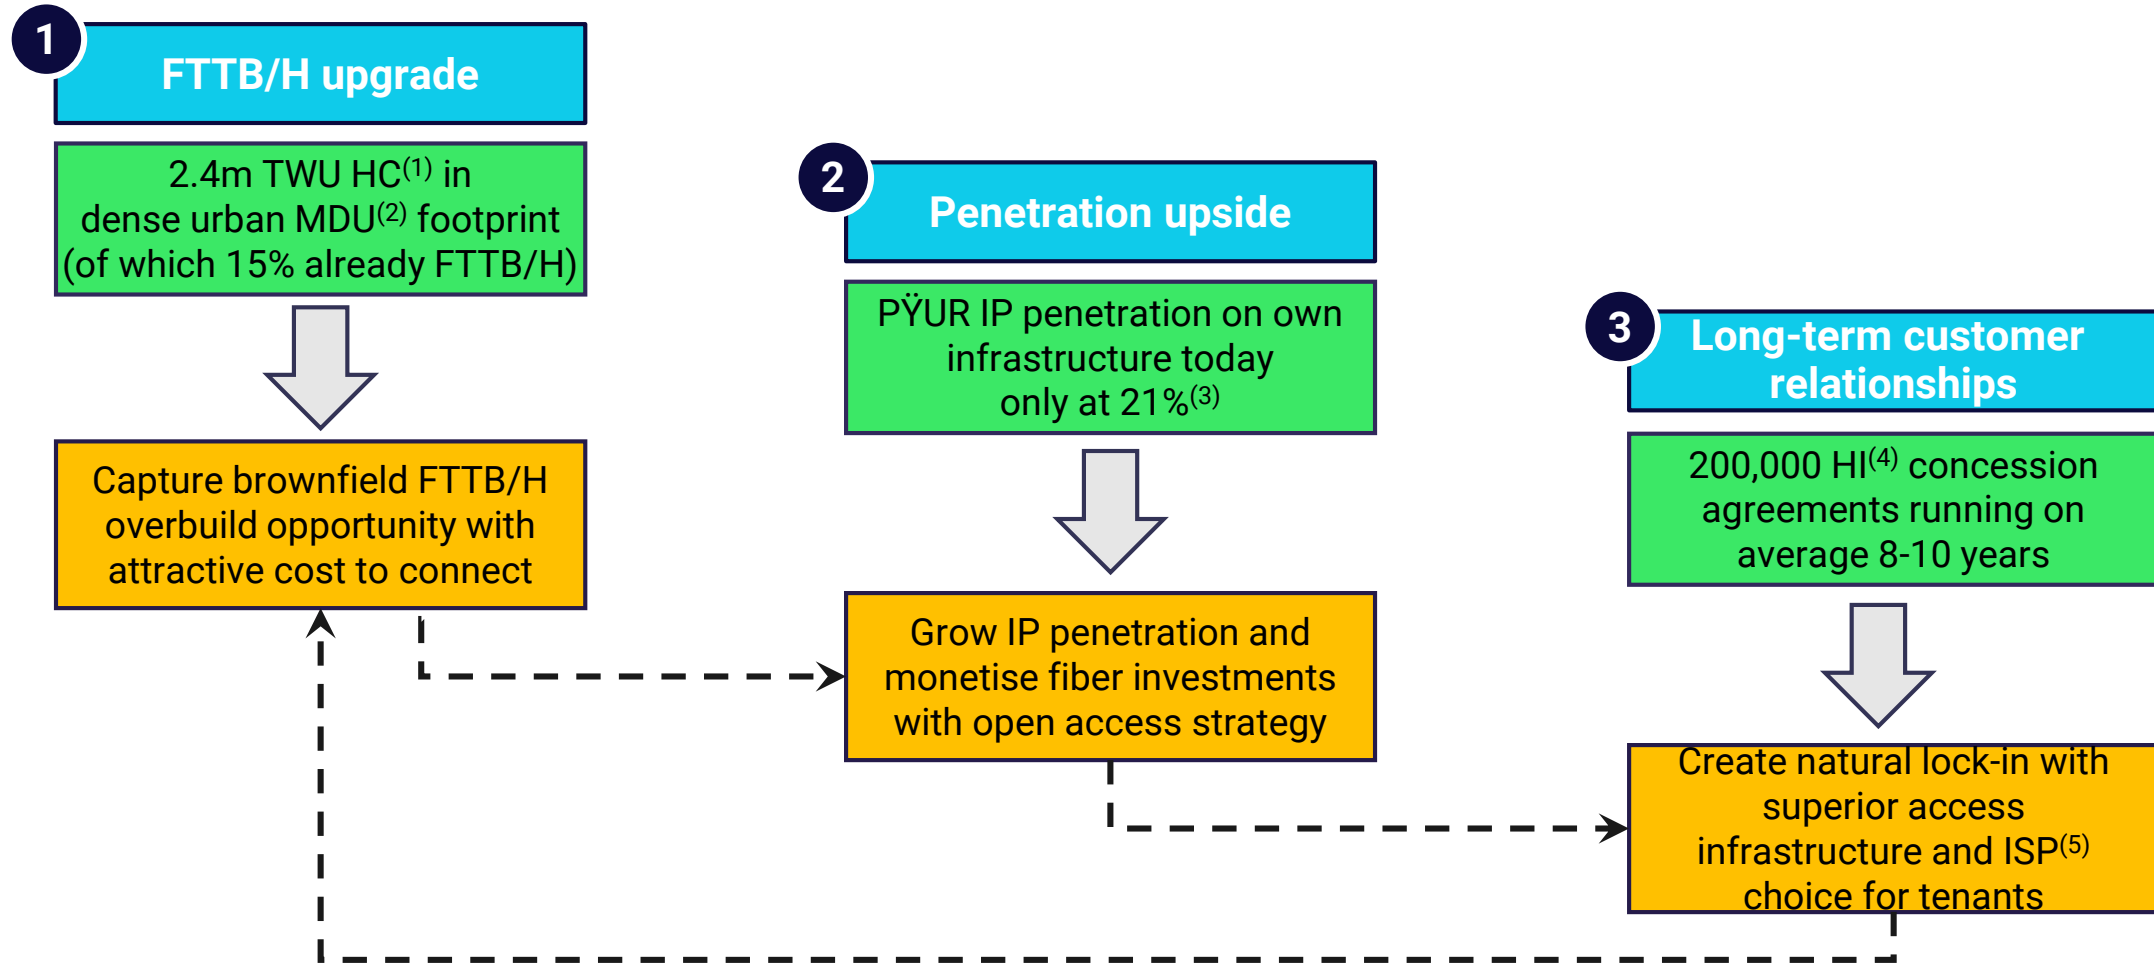 1
FTTB/H upgrade
2.4m TWU HC(1) in
dense urban MDU(2) footprint
(of which 15% already FTTB/H)
Capture brownfield FTTB/H
overbuild opportunity with
attractive cost to connect
2
Penetration upside
PŸUR IP penetration on own
infrastructure today
only at 21%(3)
Grow IP penetration and
monetise fiber investments
with open access strategy
3
Long-term customer
relationships
200,000 HI(4) concession
agreements running on
average 8-10 years
Create natural lock-in with
superior access
infrastructure and ISP(5)
choice for tenants